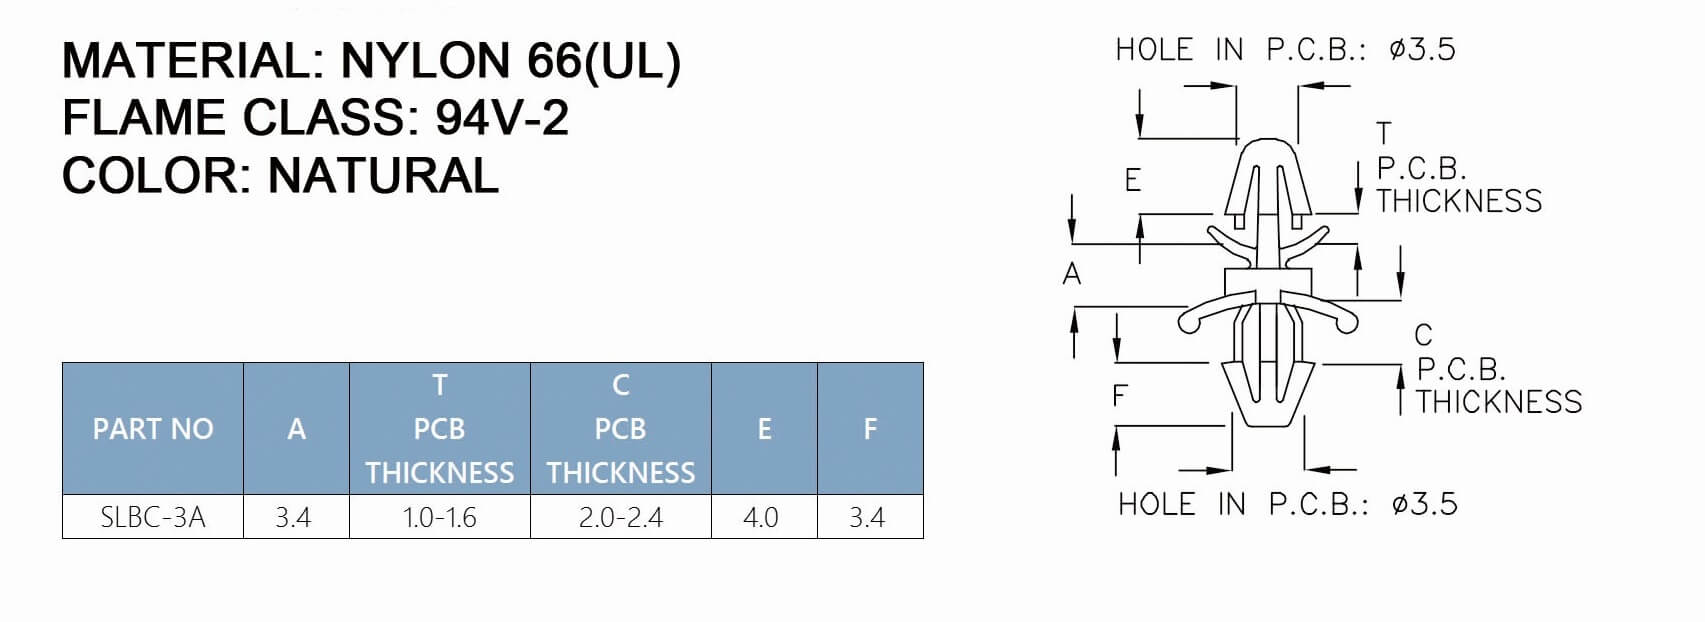 MATERIAL: NYLON 66(UL)
FLAME CLASS: 94V-2
COLOR: NATURAL
PART NO A T PCB THICKNESS C PCB THICKNESS E F
SLBC-3A 3.4 1.0-1.6 2.0-2.4 4.0 3.4
HOLE IN P.C.B.: ø3.5
T
P.C.B.
THICKNESS
E
A
C
P.C.B.
THICKNESS
F
HOLE IN P.C.B.: ø3.5